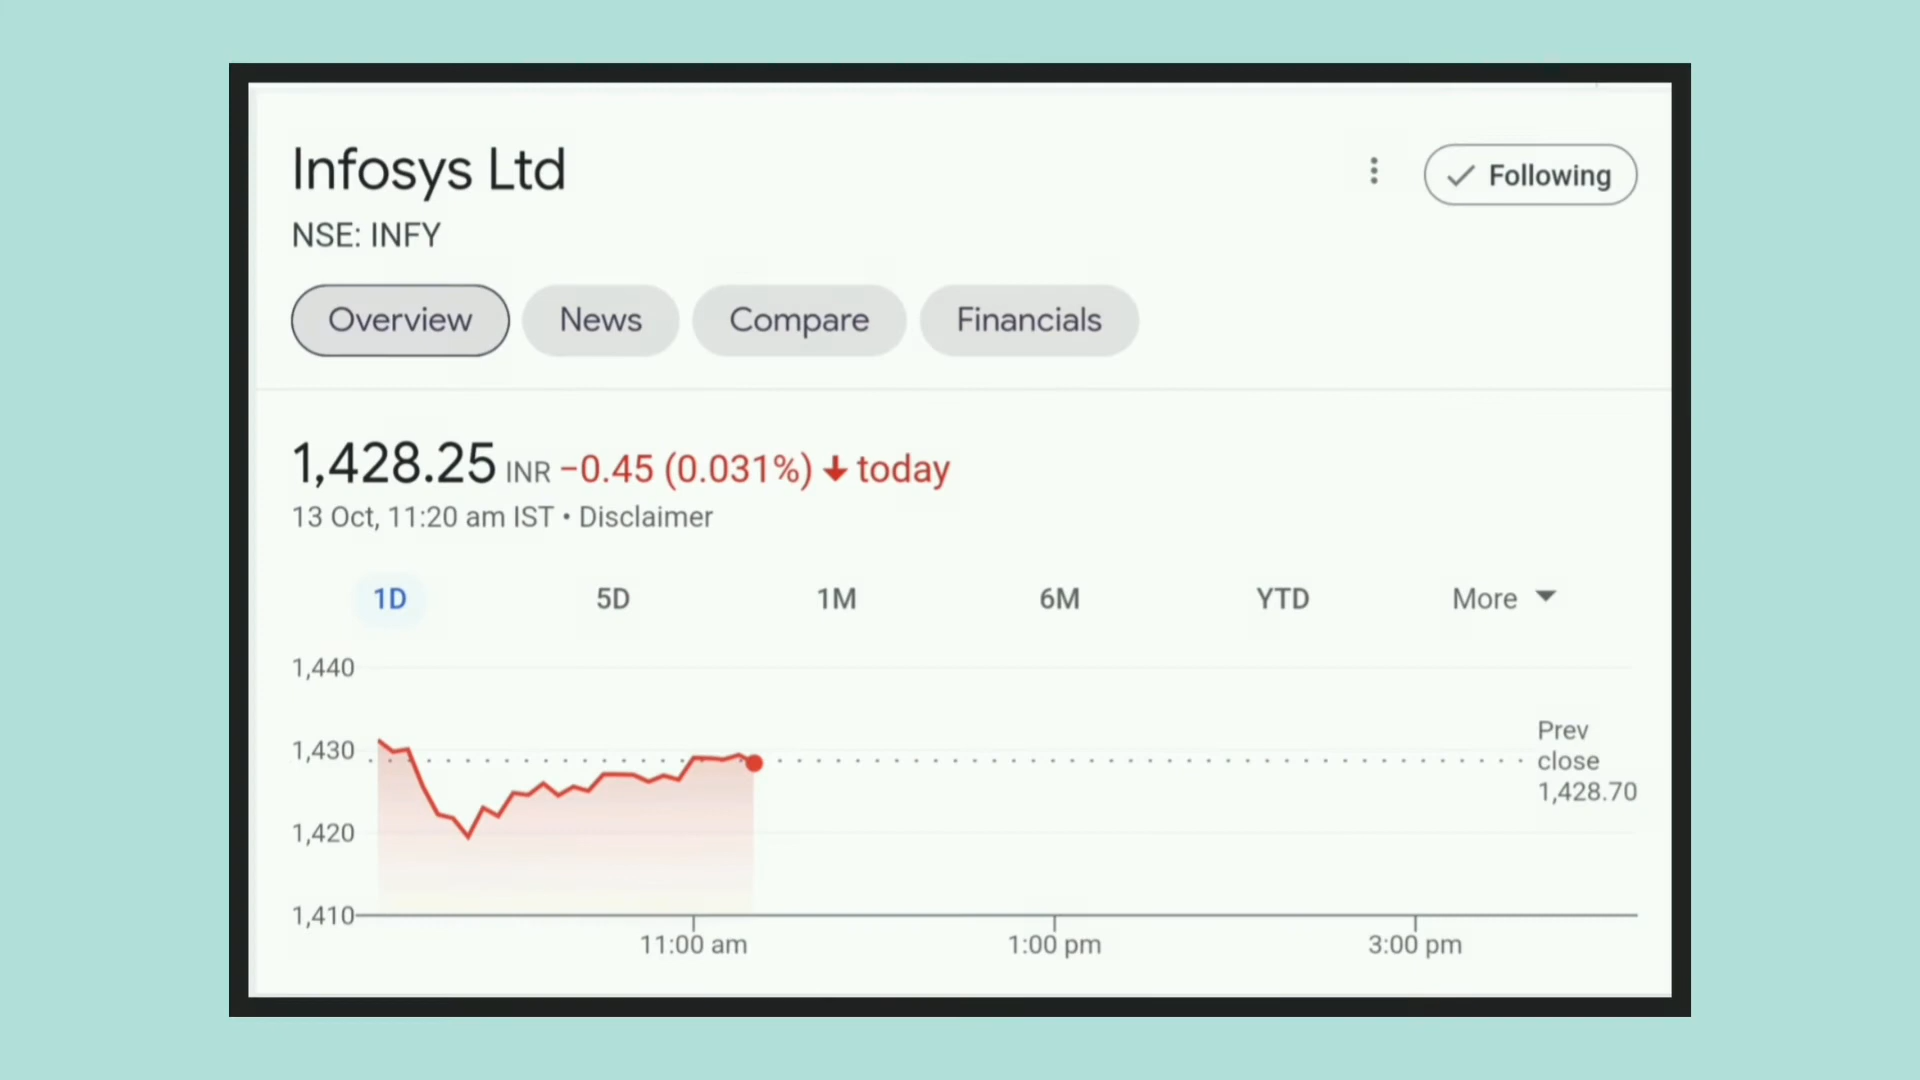 Infosys Ltd
Following
NSE: INFY
Overview News Compare Financials
1,428.25 INR −0.45 (0.031%) today
13 Oct, 11:20 am IST • Disclaimer
1D 5D 1M 6M YTD More
1,440
1,430
1,420
1,410
Prev
close
1,428.70
11:00 am 1:00 pm 3:00 pm